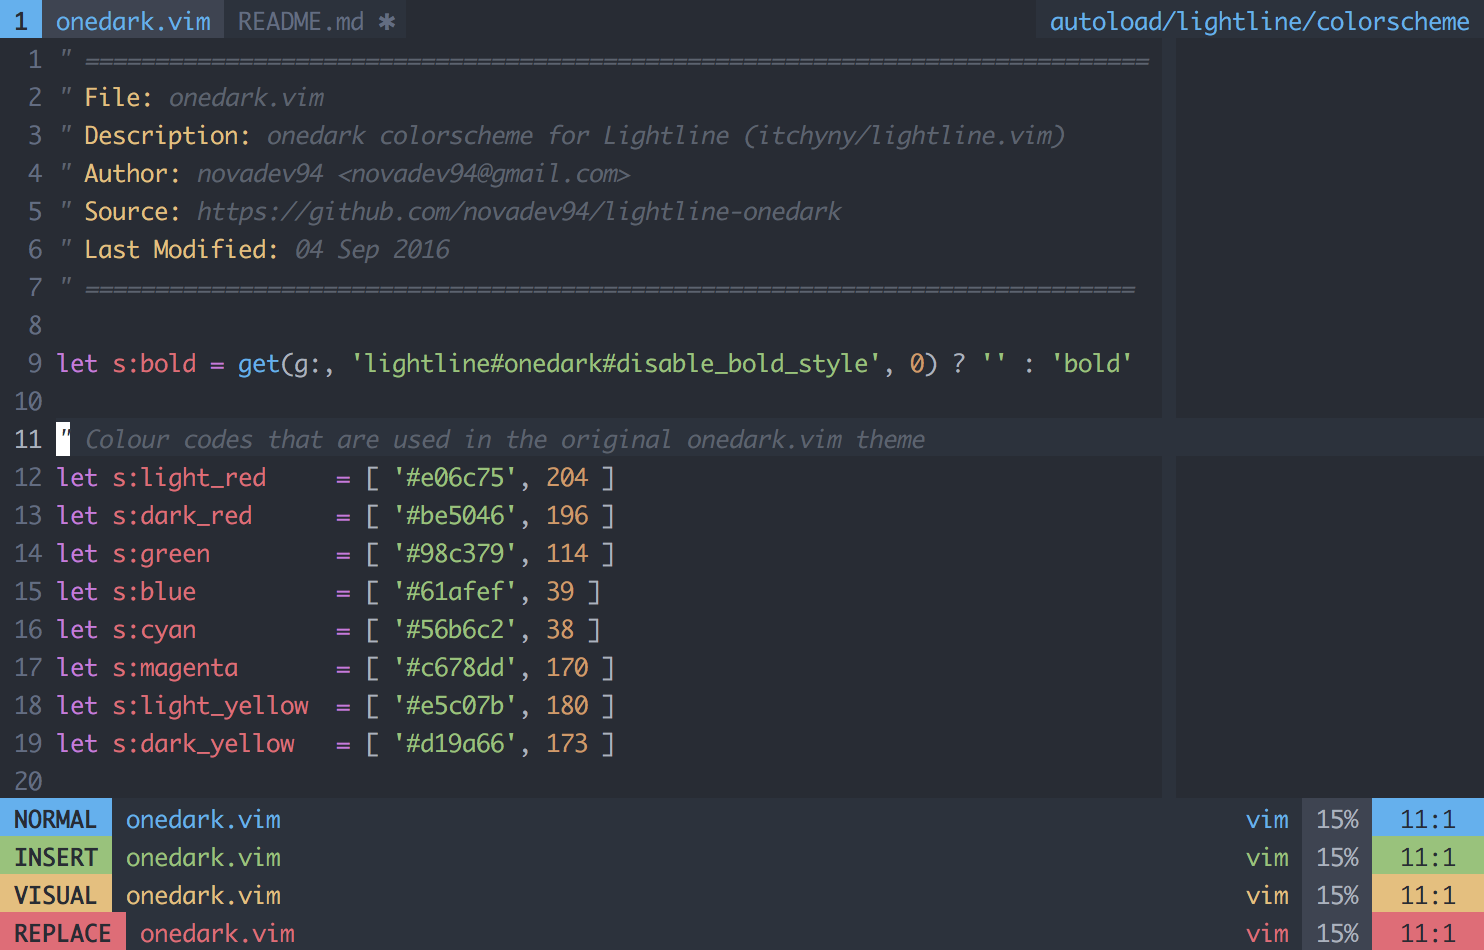 1 onedark.vim README.md ✱ autoload/lightline/colorscheme
1 " ============================================================================
2 " File: onedark.vim
3 " Description: onedark colorscheme for Lightline (itchyny/lightline.vim)
4 " Author: novadev94 <novadev94@gmail.com>
5 " Source: https://github.com/novadev94/lightline-onedark
6 " Last Modified: 04 Sep 2016
7 " ===========================================================================
8
9 let s:bold = get(g:, 'lightline#onedark#disable_bold_style', 0) ? '' : 'bold'
10
11 " Colour codes that are used in the original onedark.vim theme
12 let s:light_red     = [ '#e06c75', 204 ]
13 let s:dark_red      = [ '#be5046', 196 ]
14 let s:green         = [ '#98c379', 114 ]
15 let s:blue          = [ '#61afef', 39 ]
16 let s:cyan          = [ '#56b6c2', 38 ]
17 let s:magenta       = [ '#c678dd', 170 ]
18 let s:light_yellow  = [ '#e5c07b', 180 ]
19 let s:dark_yellow   = [ '#d19a66', 173 ]
20
NORMAL onedark.vim vim 15% 11:1
INSERT onedark.vim vim 15% 11:1
VISUAL onedark.vim vim 15% 11:1
REPLACE onedark.vim vim 15% 11:1